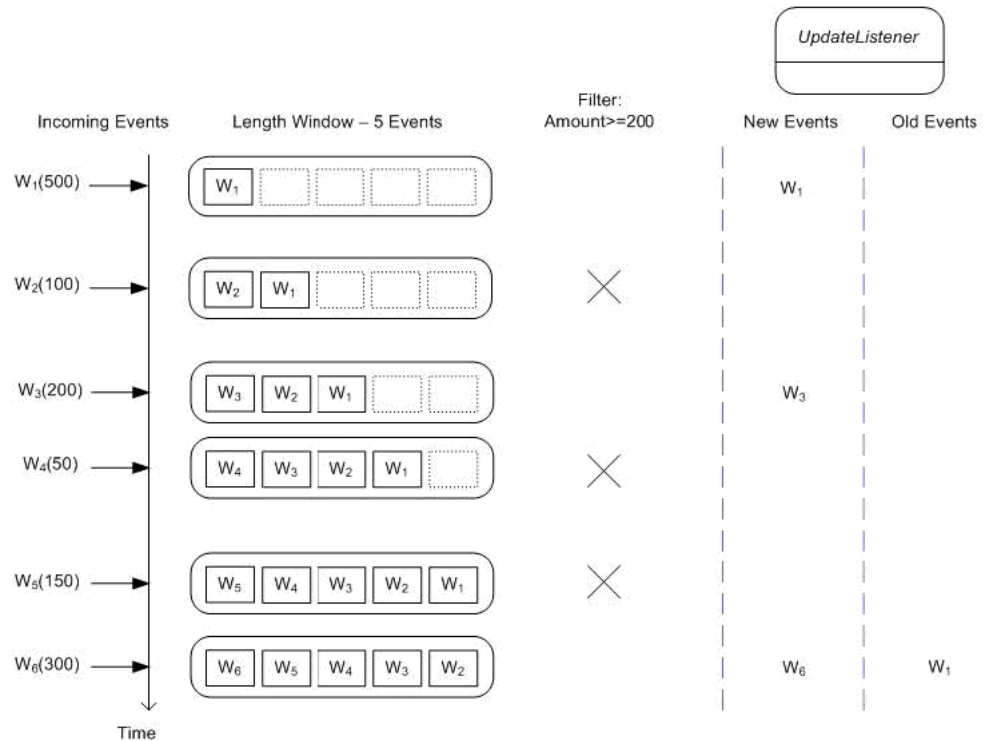 UpdateListener
Filter:
Incoming Events Length Window – 5 Events Amount>=200 New Events Old Events
W₁(500) W₁ W₁
W₂(100) W₂ W₁
W₃(200) W₃ W₂ W₁ W₃
W₄(50) W₄ W₃ W₂ W₁
W₅(150) W₅ W₄ W₃ W₂ W₁
W₆(300) W₆ W₅ W₄ W₃ W₂ W₆ W₁
Time